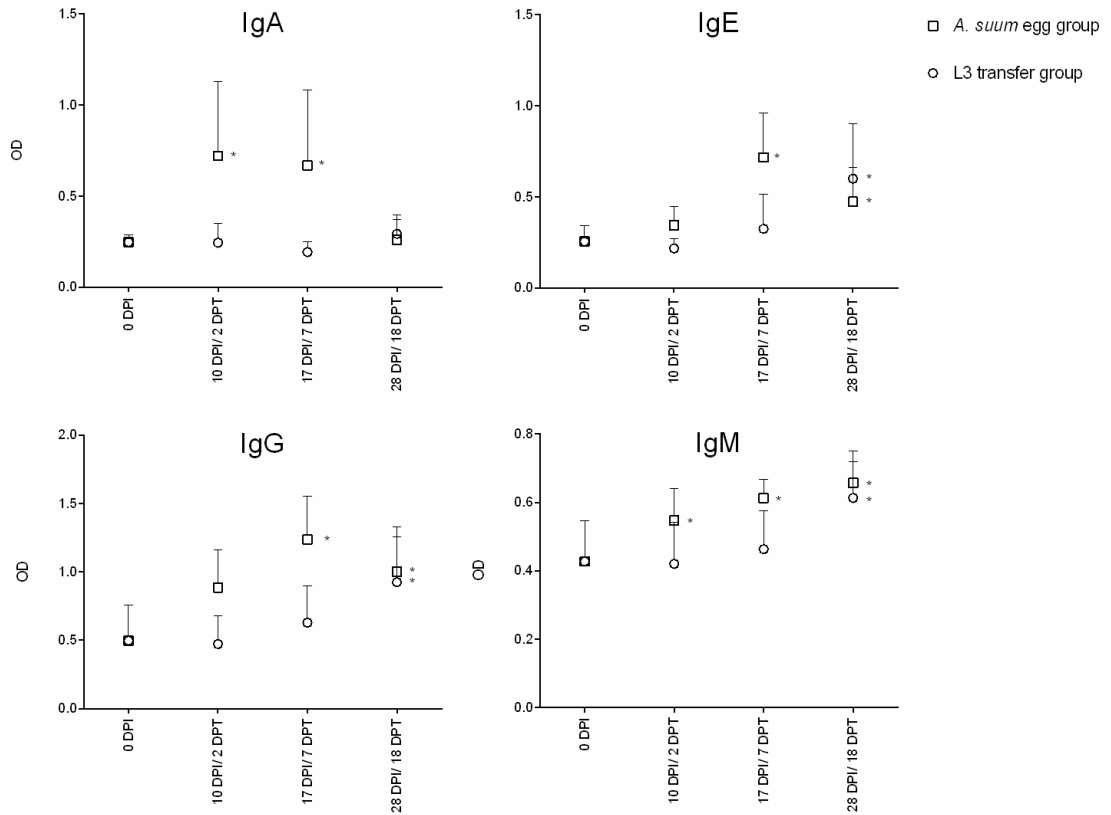 IgA
1.5
1.0
0.5
0.0
OD
*
*
0 DPI
10 DPI/ 2 DPT
17 DPI/ 7 DPT
28 DPI/ 18 DPT
IgE
1.5
1.0
0.5
0.0
*
*
*
0 DPI
10 DPI/ 2 DPT
17 DPI/ 7 DPT
28 DPI/ 18 DPT
A. suum egg group
L3 transfer group
IgG
2.0
1.5
1.0
0.5
0.0
OD
*
*
*
0 DPI
10 DPI/ 2 DPT
17 DPI/ 7 DPT
28 DPI/ 18 DPT
IgM
0.8
0.6
0.4
0.2
0.0
OD
*
*
*
*
0 DPI
10 DPI/ 2 DPT
17 DPI/ 7 DPT
28 DPI/ 18 DPT